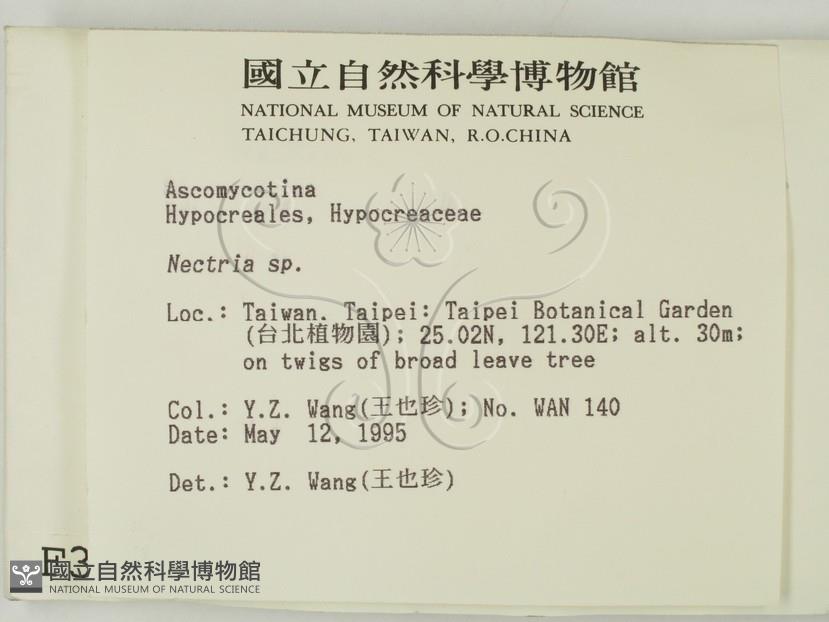 國立自然科學博物館
NATIONAL MUSEUM OF NATURAL SCIENCE
TAICHUNG, TAIWAN, R.O.CHINA
Ascomycotina
Hypocreales, Hypocreaceae
Nectria sp.
Loc.: Taiwan. Taipei: Taipei Botanical Garden
(台北植物園); 25.02N, 121.30E; alt. 30m;
on twigs of broad leave tree
Col.: Y.Z. Wang(王也珍); No. WAN 140
Date: May 12, 1995
Det.: Y.Z. Wang(王也珍)
國立自然科學博物館
NATIONAL MUSEUM OF NATURAL SCIENCE